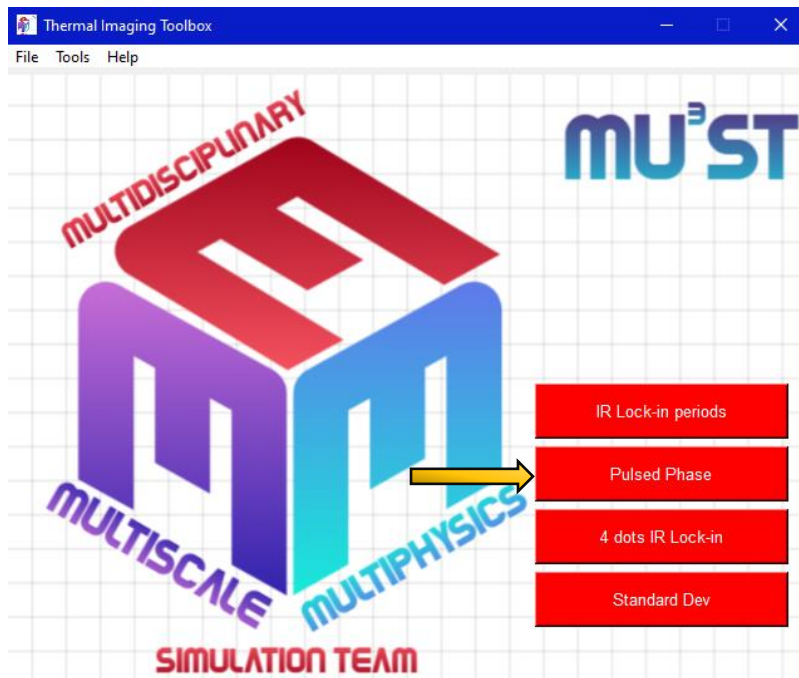 Thermal Imaging Toolbox
File Tools Help
MULTIDISCIPLINARY
MU³ST
IR Lock-in periods
Pulsed Phase
4 dots IR Lock-in
Standard Dev
MULTISCALE
MULTIPHYSICS
SIMULATION TEAM